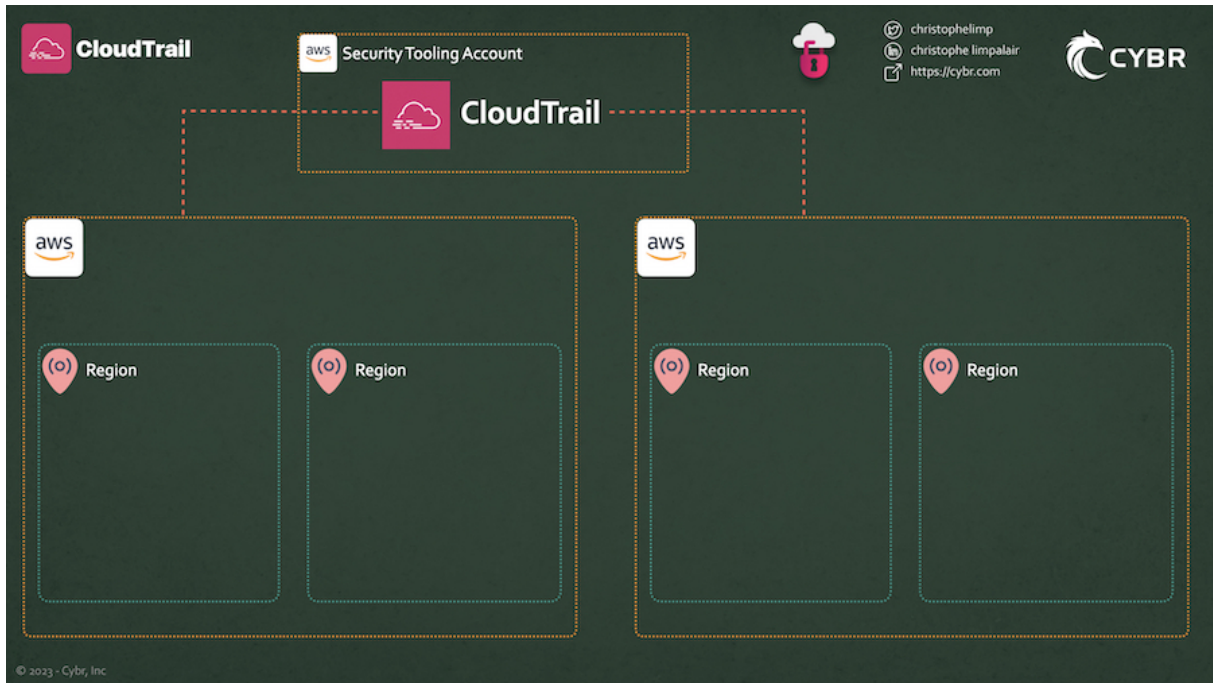 CloudTrail
aws Security Tooling Account
CloudTrail
christophelimp
christophe limpalair
https://cybr.com
CYBR
aws
aws
Region
Region
Region
Region
© 2023 - Cybr, Inc